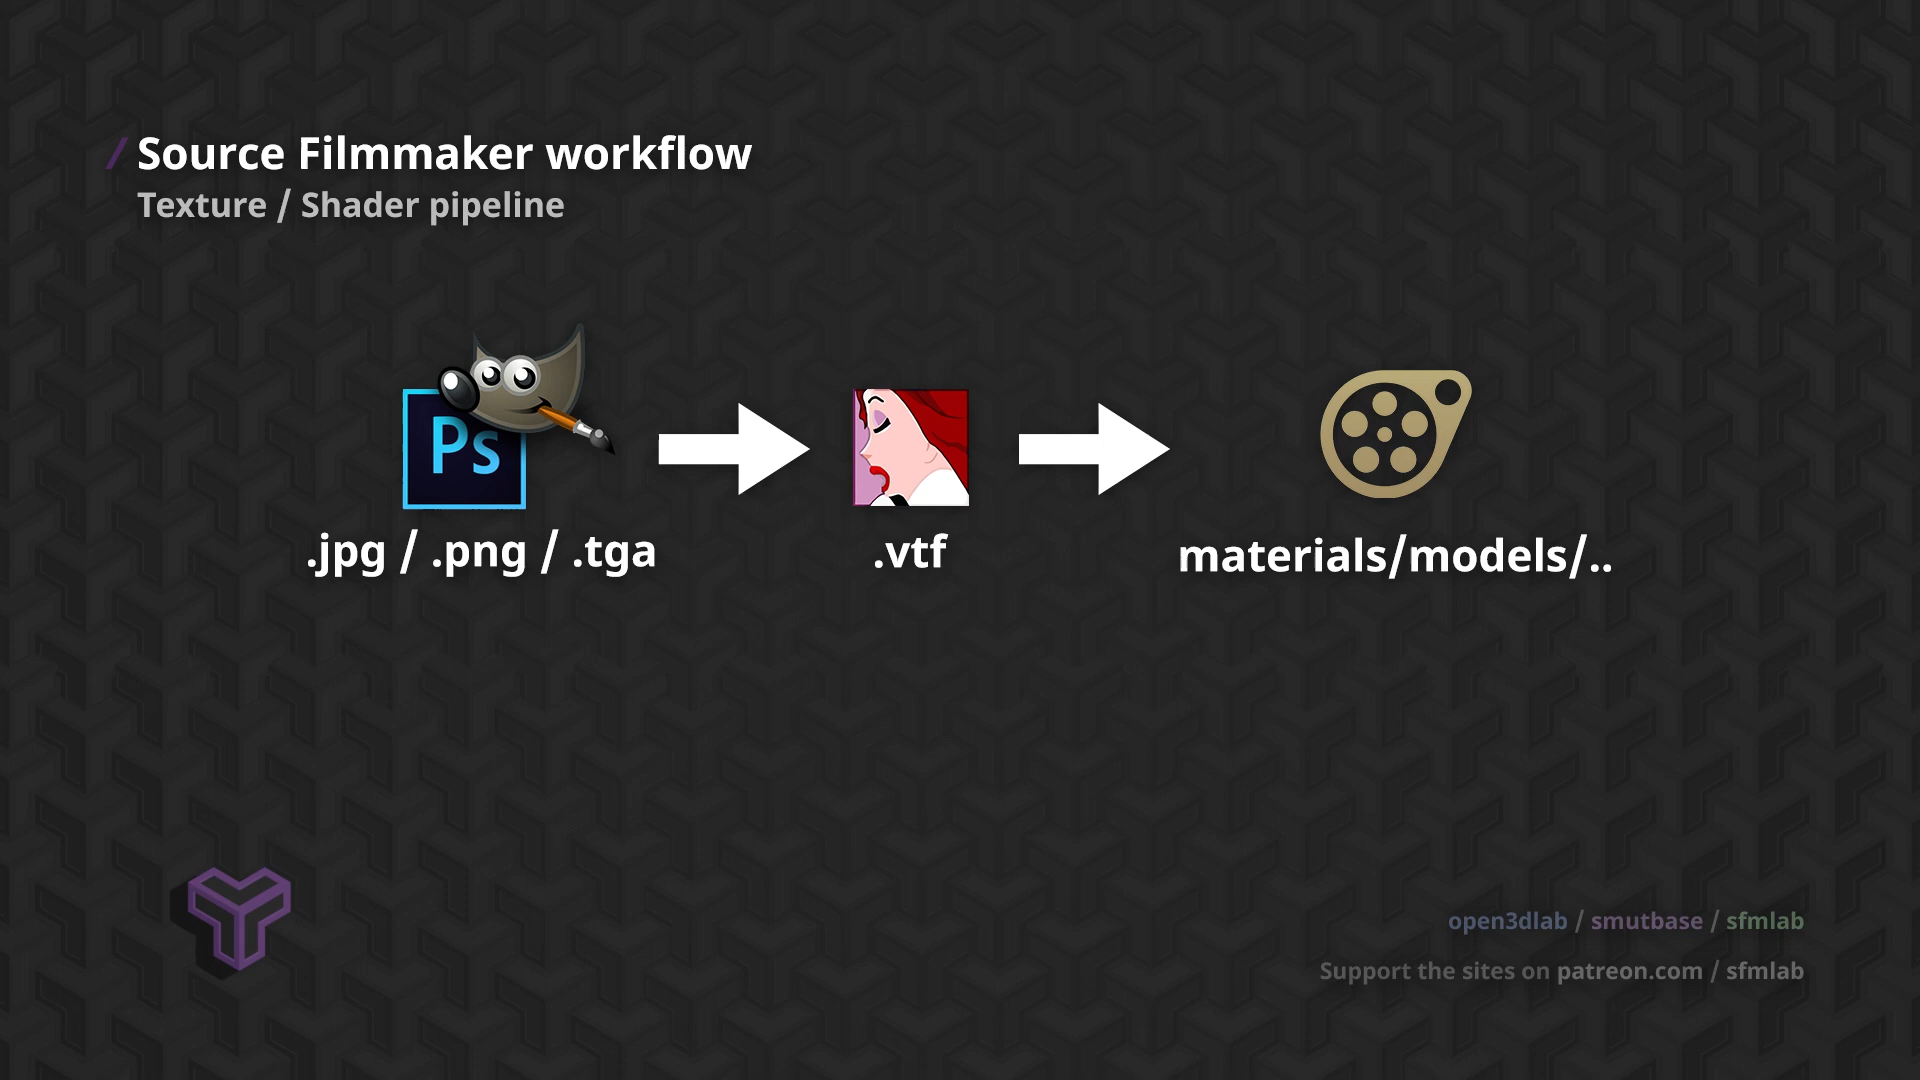 / Source Filmmaker workflow
Texture / Shader pipeline
Ps
.jpg / .png / .tga
.vtf
materials/models/..
open3dlab / smutbase / sfmlab
Support the sites on patreon.com / sfmlab